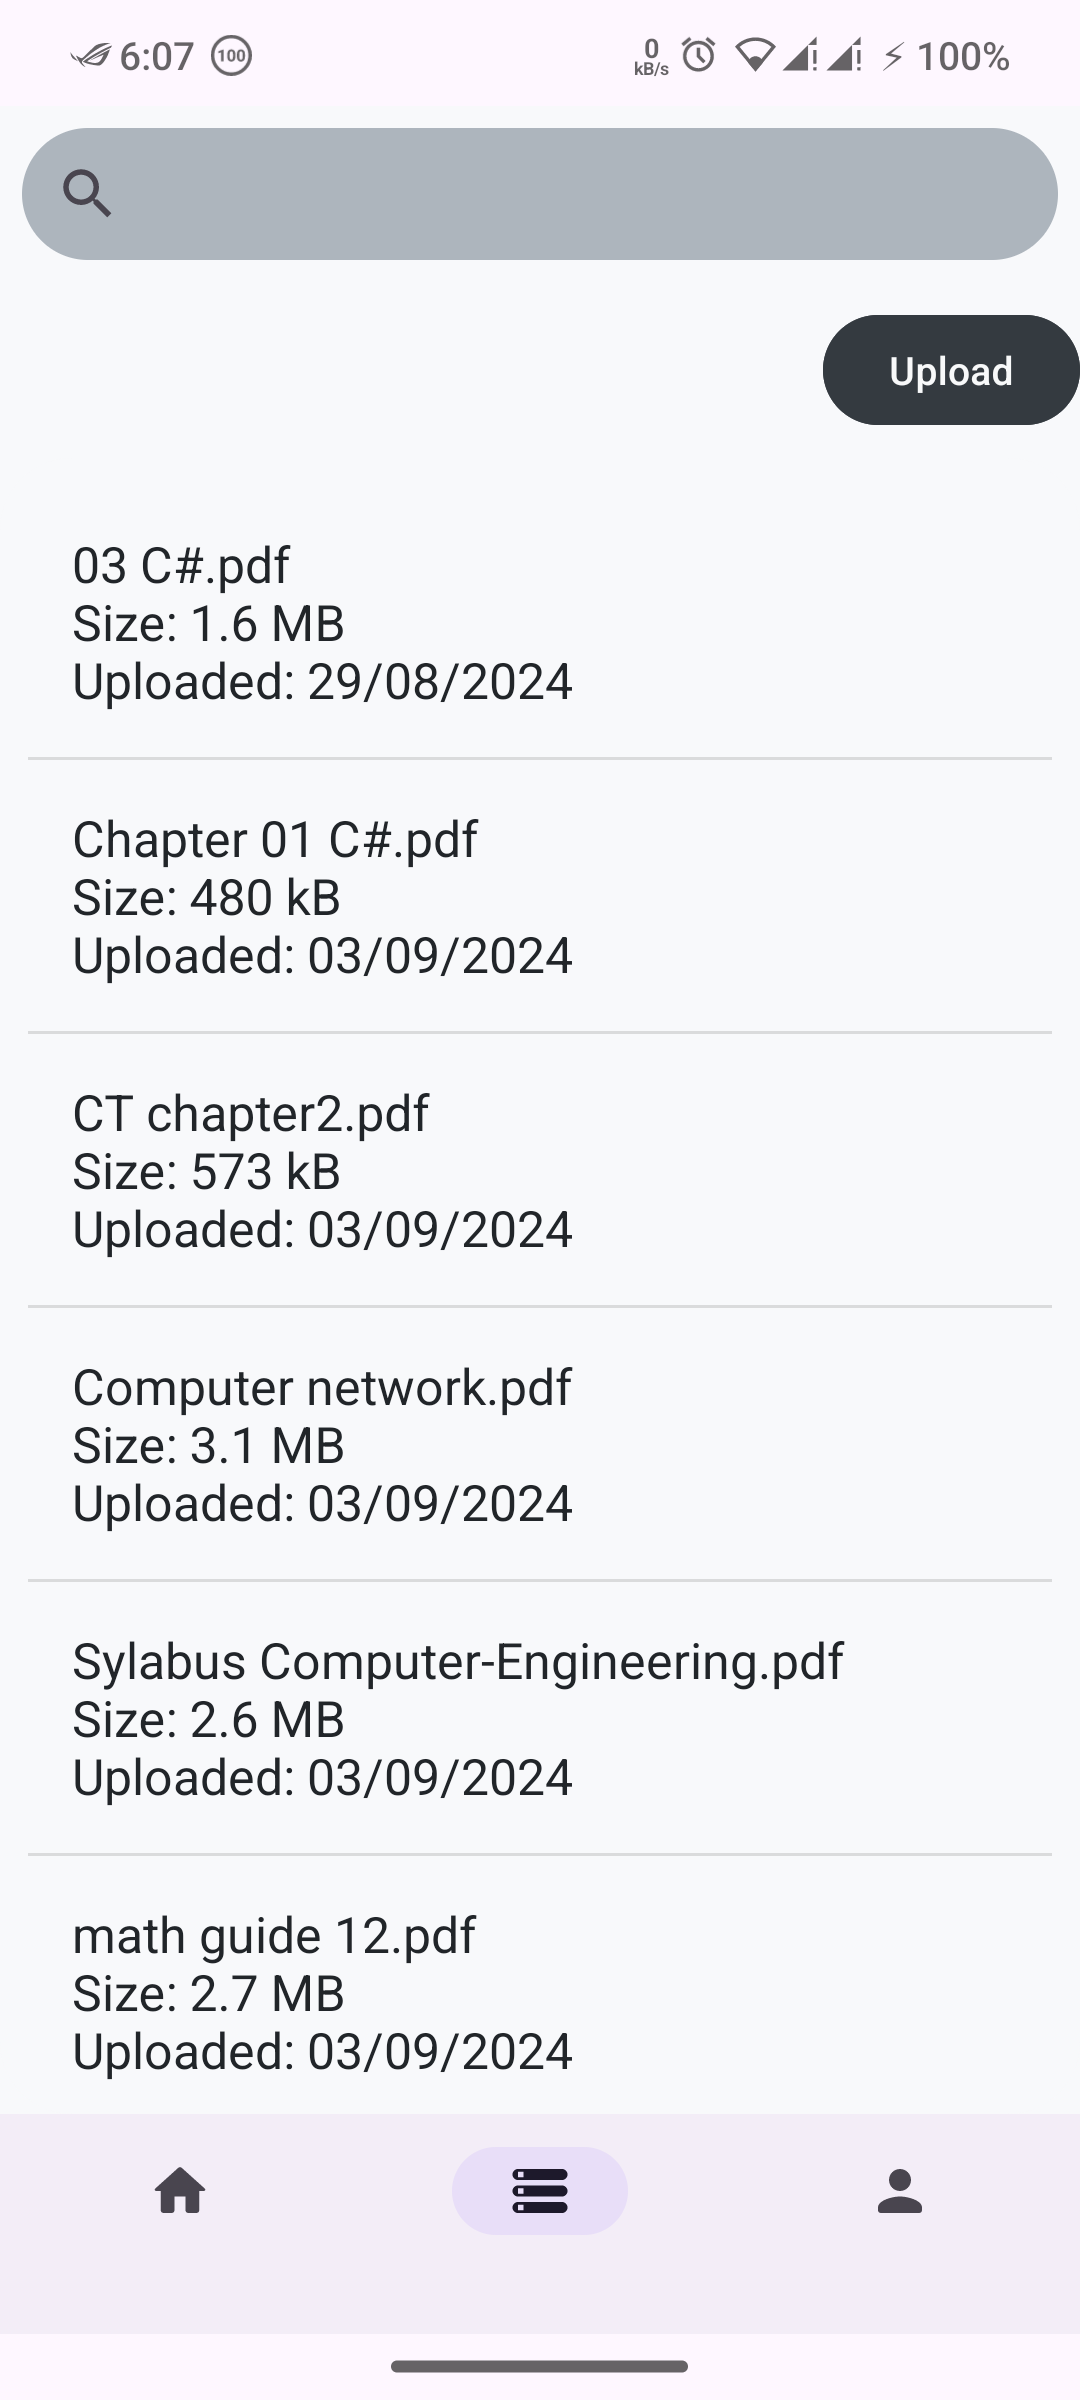 6:07
100
0
kB/s
100%
Upload
03 C#.pdf
Size: 1.6 MB
Uploaded: 29/08/2024
Chapter 01 C#.pdf
Size: 480 kB
Uploaded: 03/09/2024
CT chapter2.pdf
Size: 573 kB
Uploaded: 03/09/2024
Computer network.pdf
Size: 3.1 MB
Uploaded: 03/09/2024
Sylabus Computer-Engineering.pdf
Size: 2.6 MB
Uploaded: 03/09/2024
math guide 12.pdf
Size: 2.7 MB
Uploaded: 03/09/2024